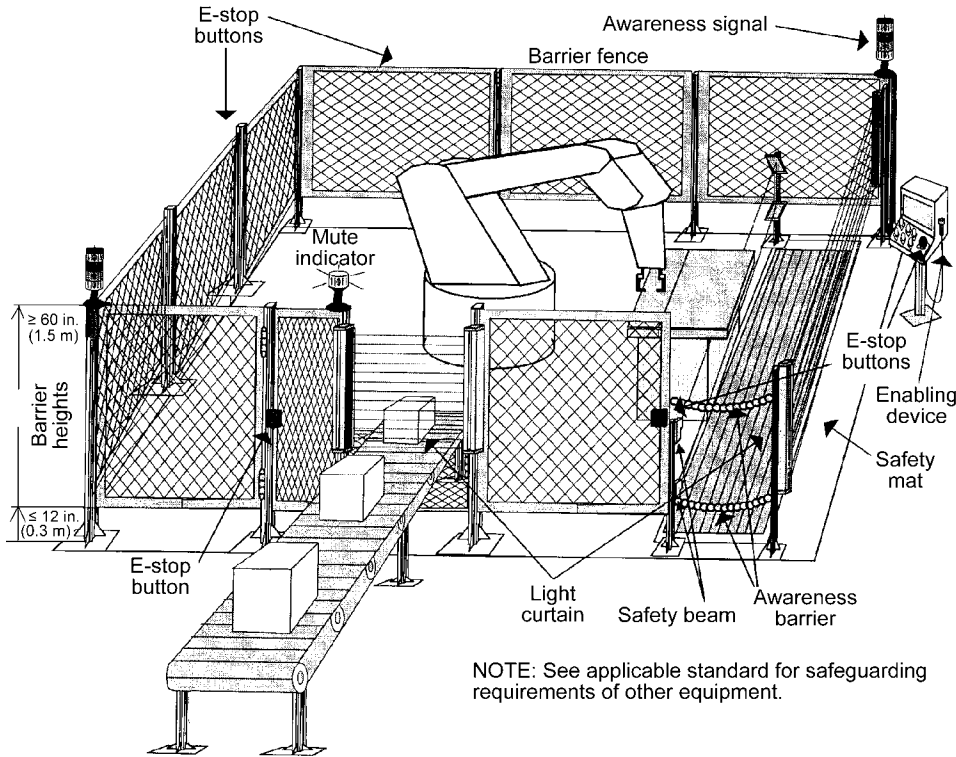 E-stop
buttons
Awareness signal
Barrier fence
Mute
indicator
≥ 60 in.
(1.5 m)
Barrier
heights
≤ 12 in.
(0.3 m)
E-stop
buttons
Enabling
device
Safety
mat
E-stop
button
Light
curtain
Safety beam
Awareness
barrier
NOTE: See applicable standard for safeguarding
requirements of other equipment.